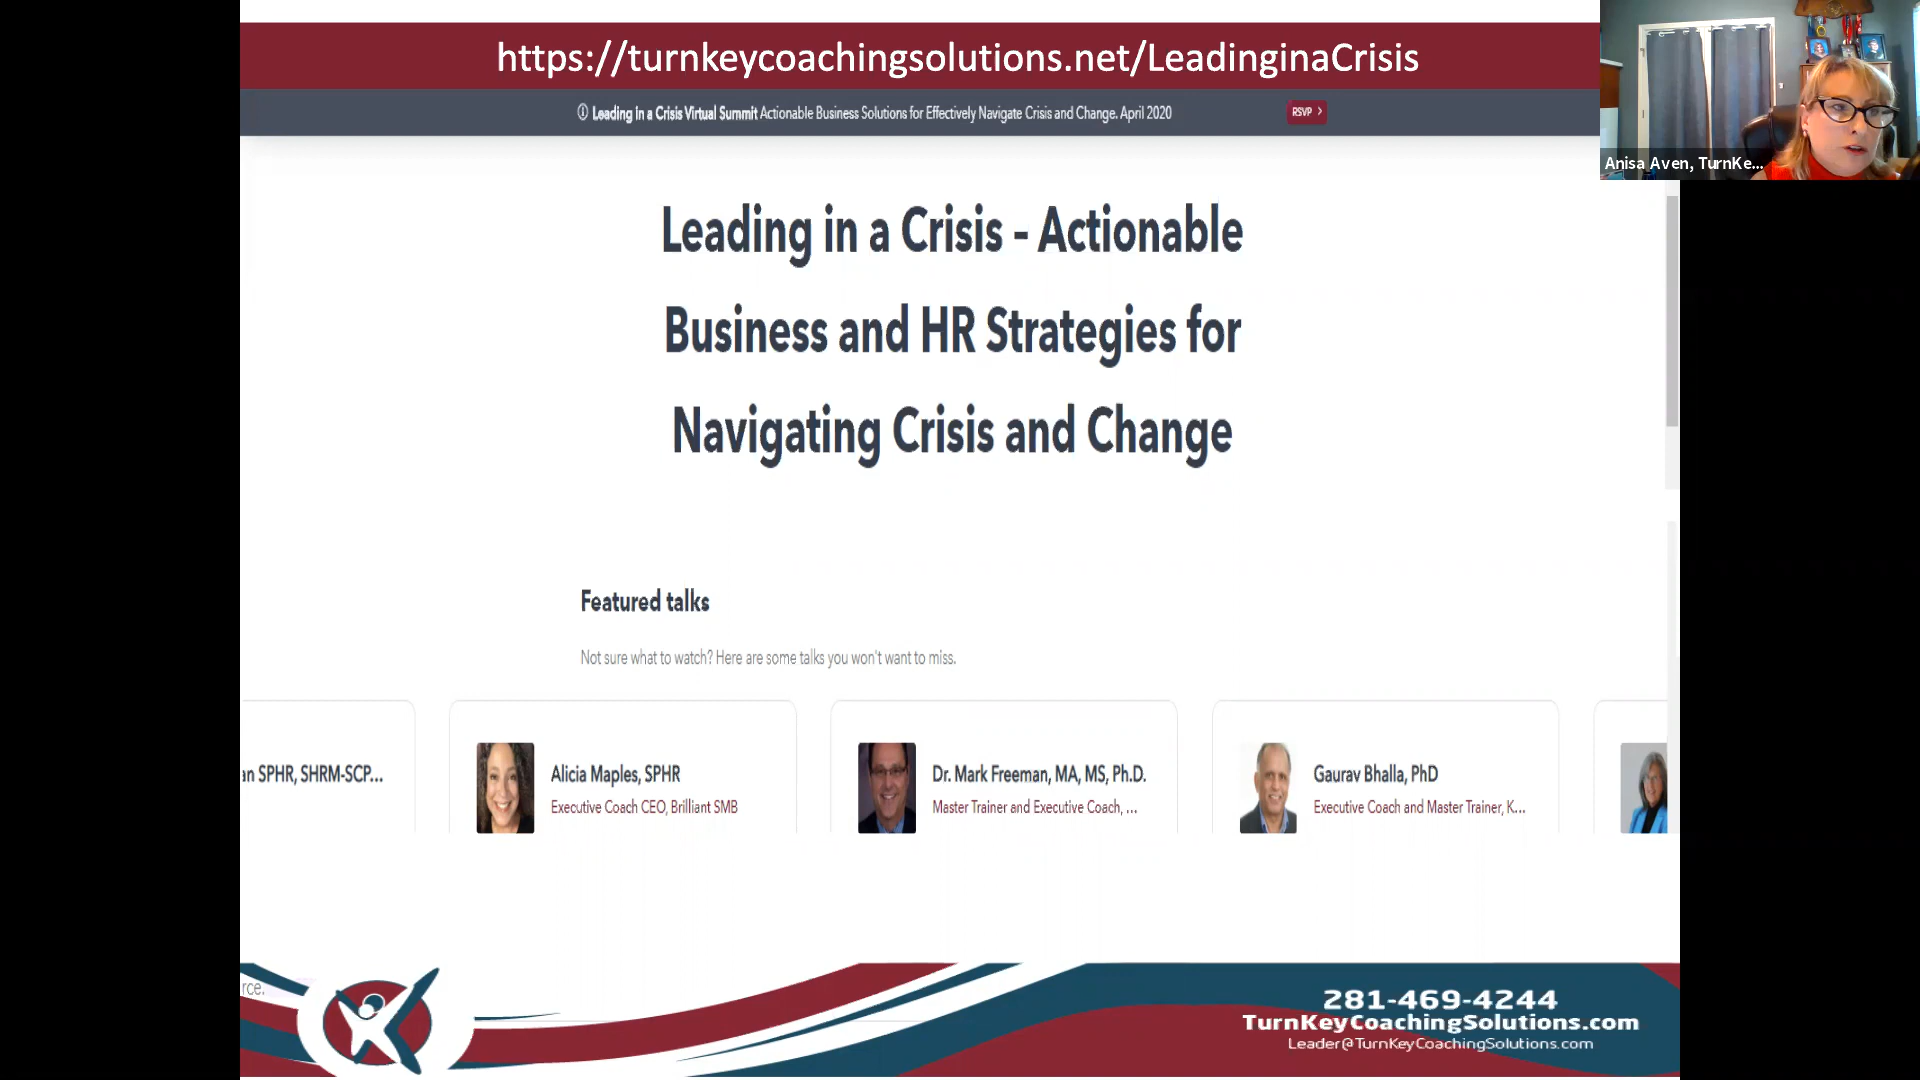 https://turnkeycoachingsolutions.net/LeadinginaCrisis
Leading in a Crisis Virtual Summit Actionable Business Solutions for Effectively Navigate Crisis and Change. April 2020
RSVP >
Anisa Aven, TurnKe...
Leading in a Crisis - Actionable
Business and HR Strategies for
Navigating Crisis and Change
Featured talks
Not sure what to watch? Here are some talks you won't want to miss.
an SPHR, SHRM-SCP...
Alicia Maples, SPHR
Executive Coach CEO, Brilliant SMB
Dr. Mark Freeman, MA, MS, Ph.D.
Master Trainer and Executive Coach, ...
Gaurav Bhalla, PhD
Executive Coach and Master Trainer, K...
rce.
281-469-4244
TurnKeyCoachingSolutions.com
Leader@TurnKeyCoachingSolutions.com